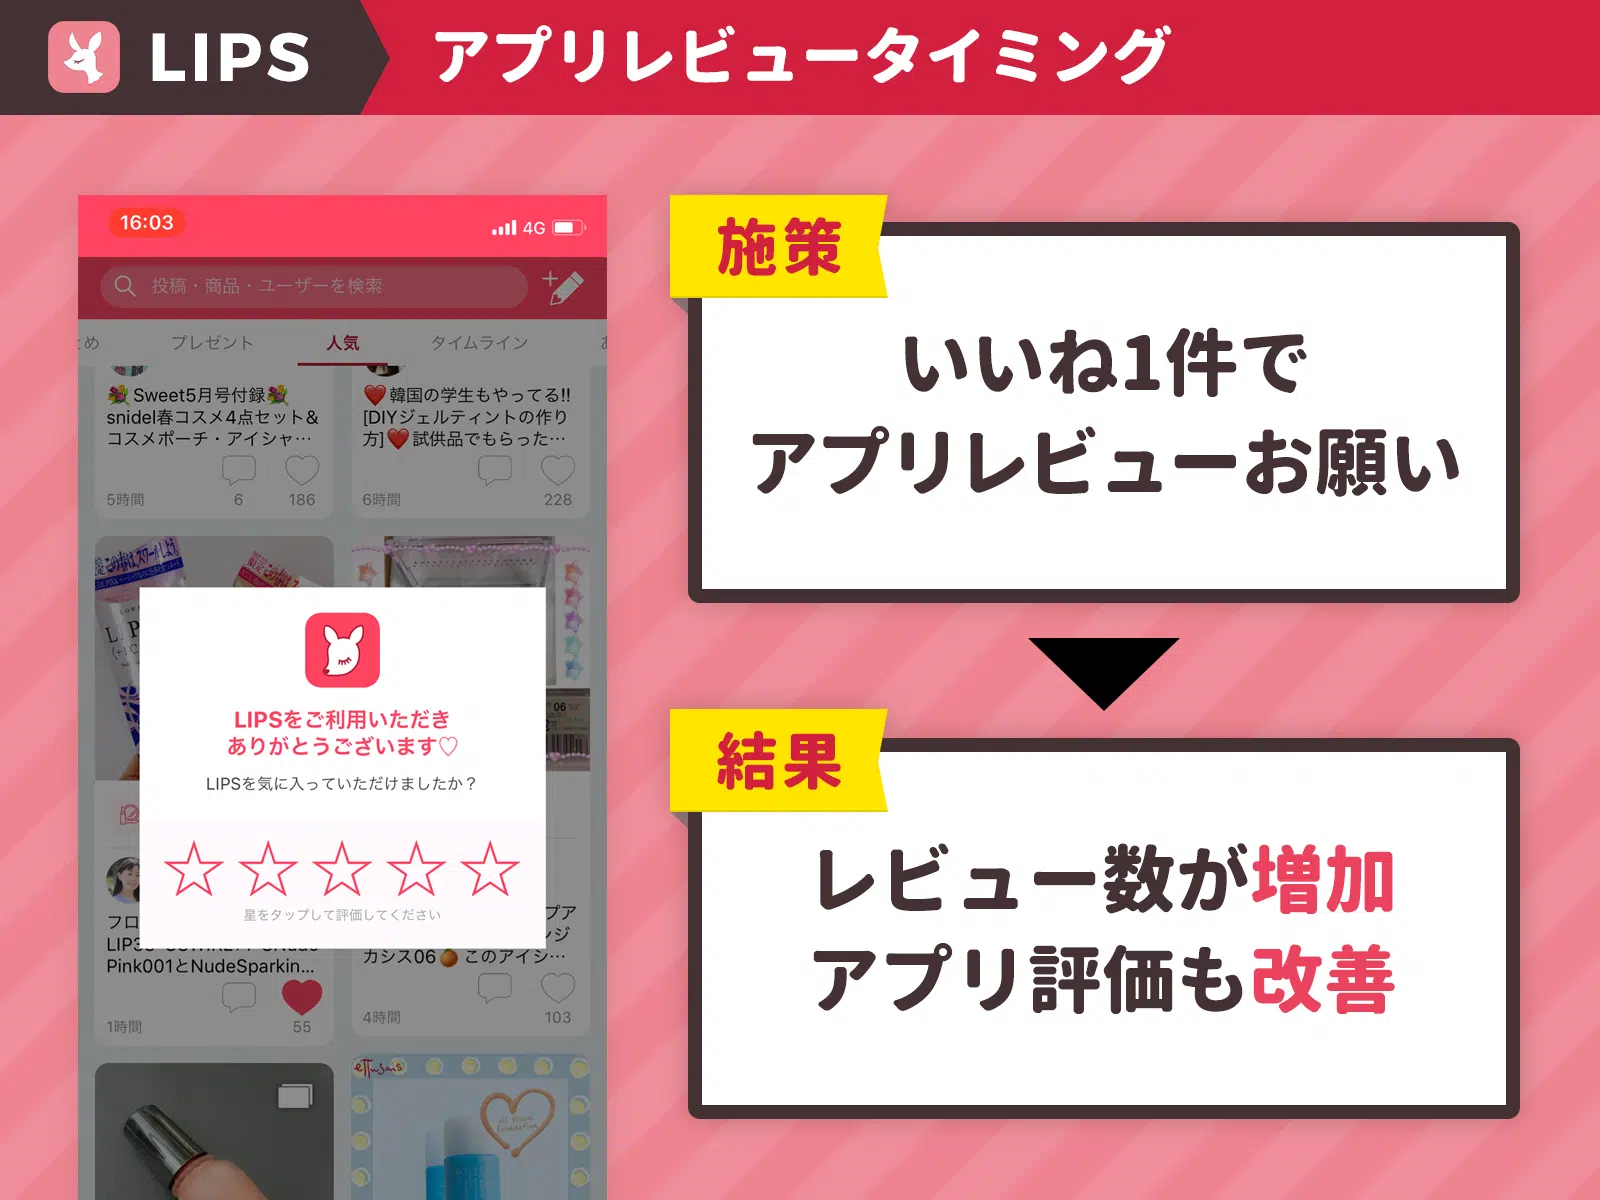 LIPS
アプリレビュータイミング
16:03
4G
投稿・商品・ユーザーを検索
プレゼント
人気
タイムライン
💐Sweet5月号付録💐
snidel春コスメ4点セット&
コスメポーチ・アイシャ…
6
186
5時間
❤️韓国の学生もやってる!!
[DIYジェルティントの作り
方]❤️試供品でもらった…
228
6時間
LIPSをご利用いただき
ありがとうございます♡
LIPSを気に入っていただけましたか？
星をタップして評価してください
フロ
Pink001とNudeSparkin...
55
1時間
カシス06🍊このアイシ…
103
4時間
施策
いいね1件で
アプリレビューお願い
結果
レビュー数が増加
アプリ評価も改善